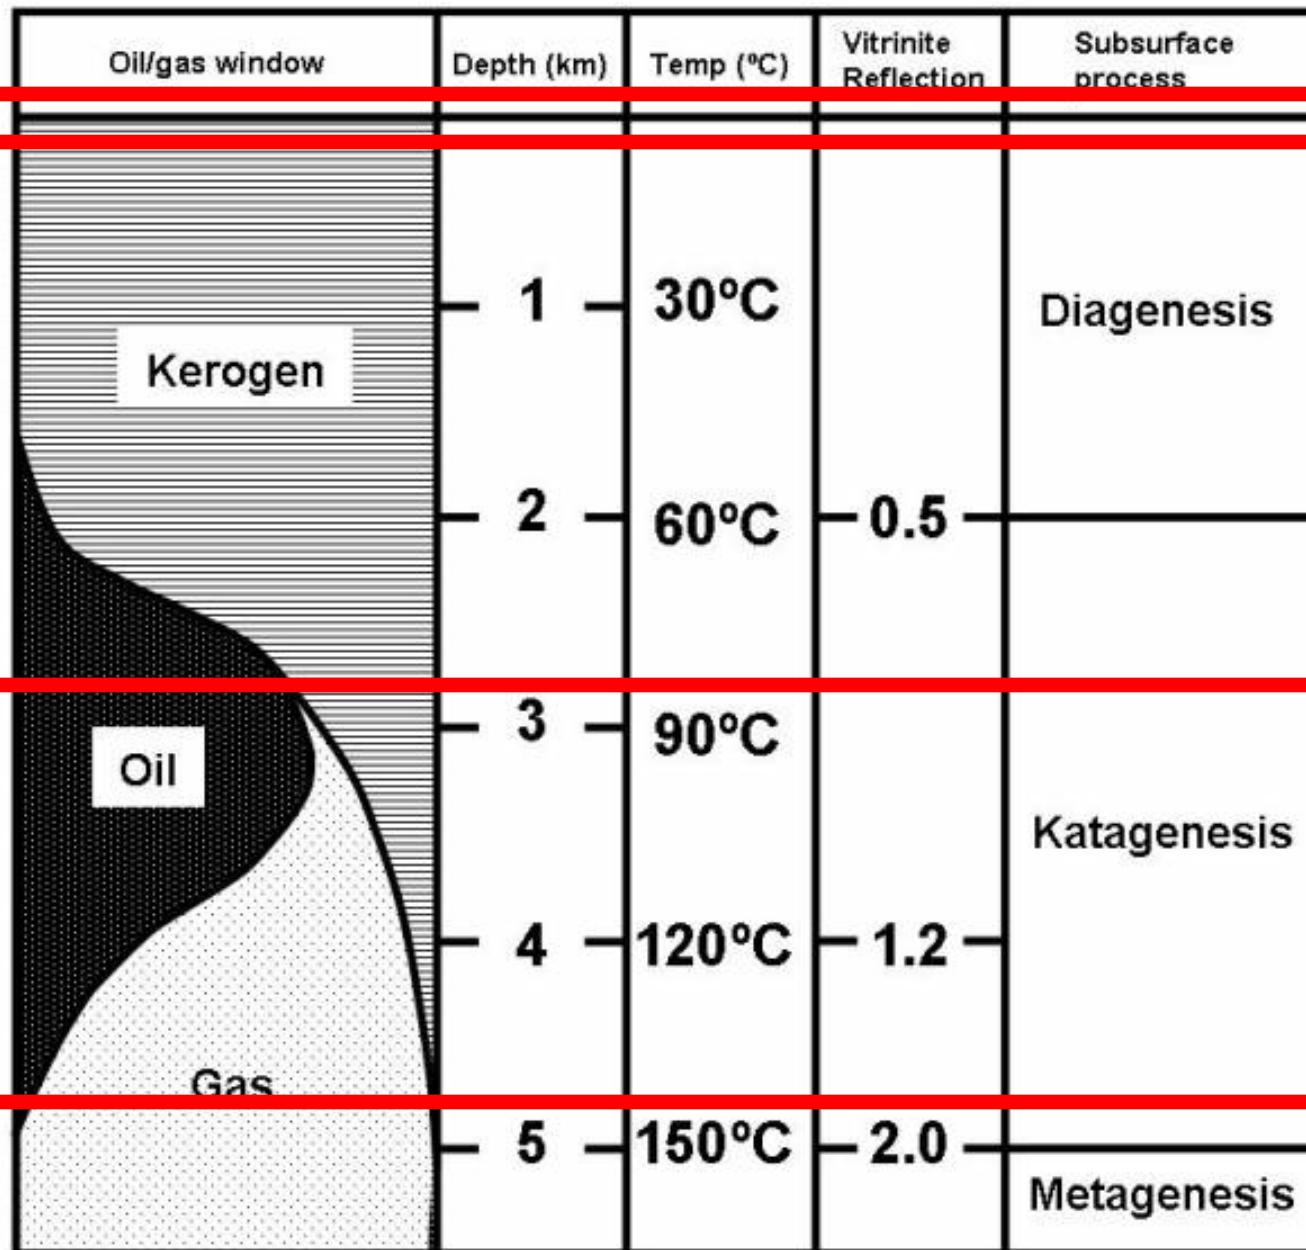 Oil/gas window
Depth (km)
Temp (ºC)
Vitrinite
Reflection
Subsurface
process
1
30ºC
Diagenesis
Kerogen
2
60ºC
0.5
3
90ºC
Oil
Katagenesis
4
120ºC
1.2
Gas
5
150ºC
2.0
Metagenesis